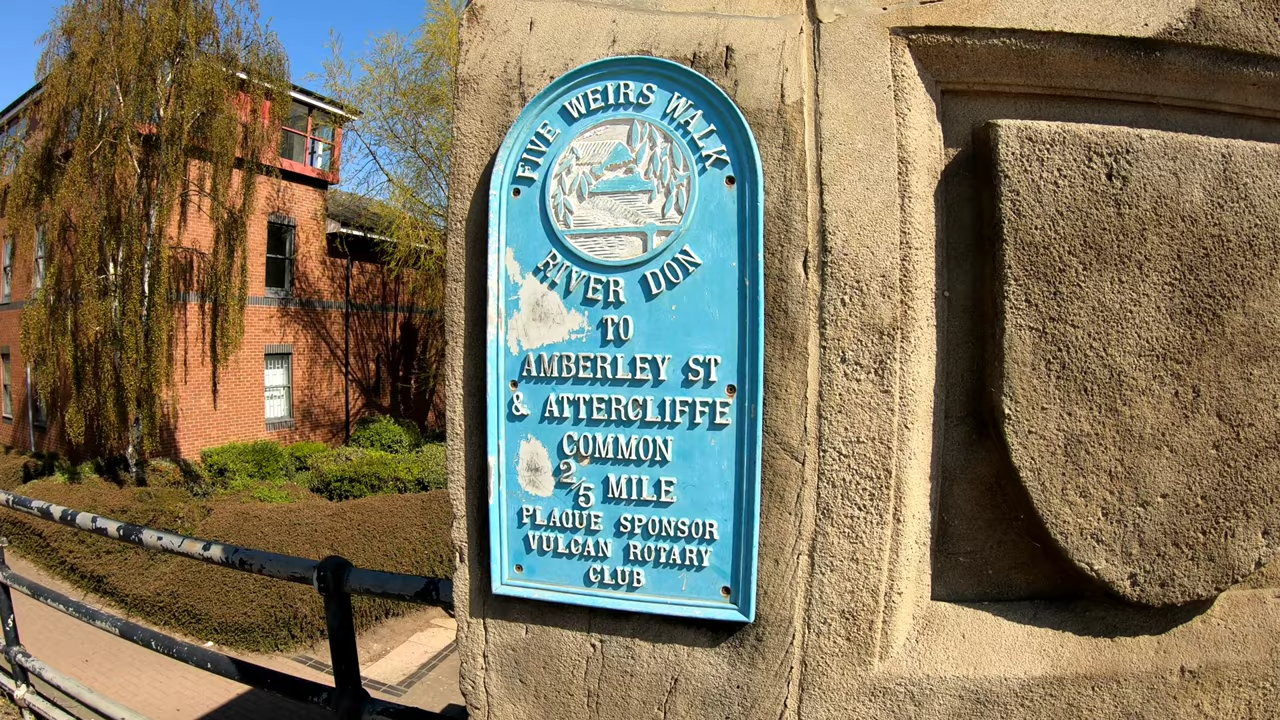 FIVE WEIRS WALK
RIVER DON
TO
AMBERLEY ST
& ATTERCLIFFE
COMMON
2/5 MILE
PLAQUE SPONSOR
VULCAN ROTARY
CLUB